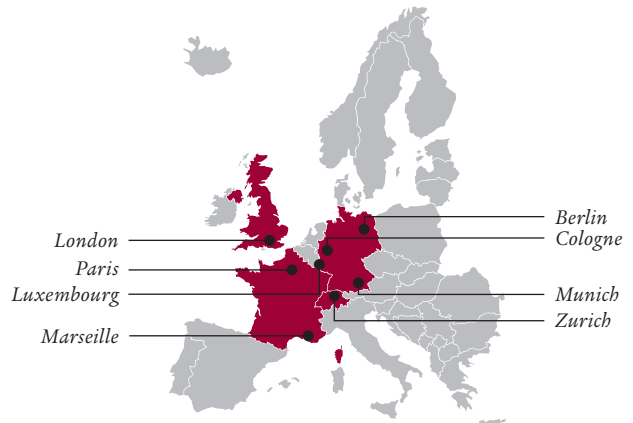 London
Paris
Luxembourg
Marseille
Berlin
Cologne
Munich
Zurich